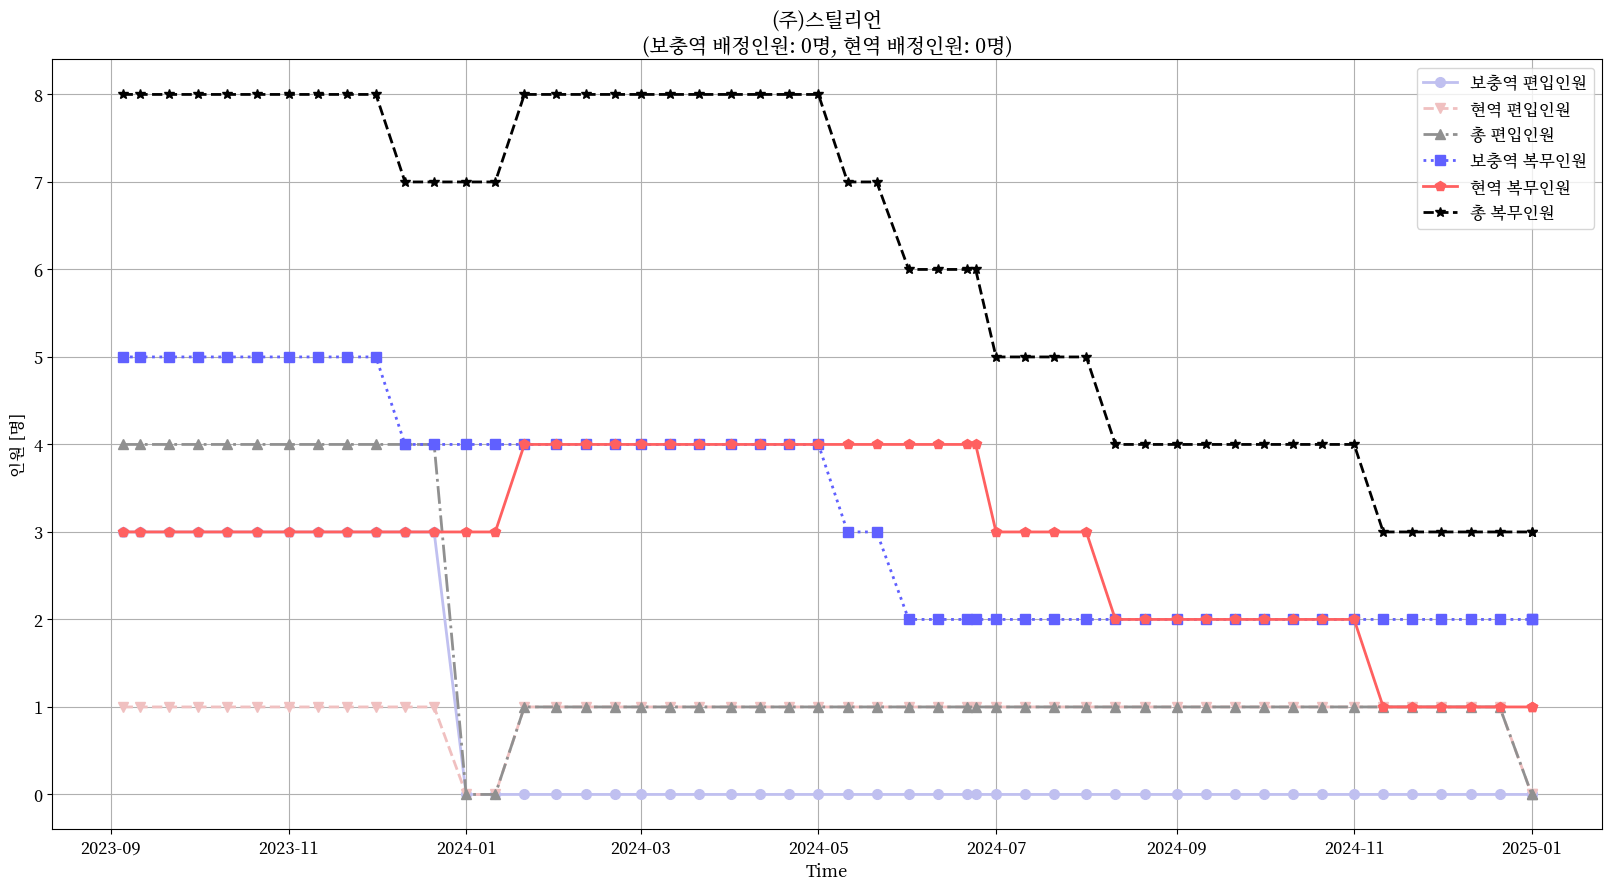 (주)스틸리언
(보충역 배정인원: 0명, 현역 배정인원: 0명)
보충역 편입인원
현역 편입인원
총 편입인원
보충역 복무인원
현역 복무인원
총 복무인원
인원 [명]
8
7
6
5
4
3
2
1
0
2023-09 2023-11 2024-01 2024-03 2024-05 2024-07 2024-09 2024-11 2025-01
Time